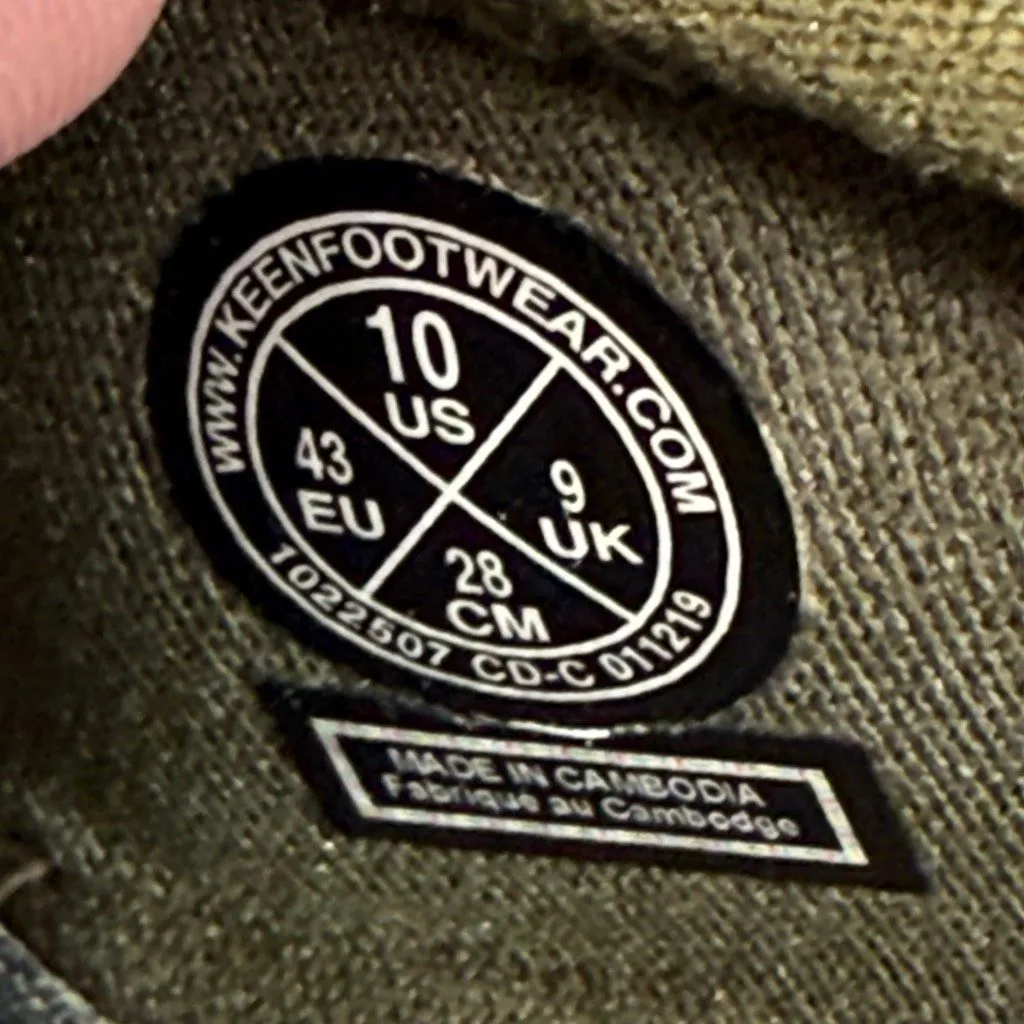 WWW.KEENFOOTWEAR.COM
10
US
43
EU
9
UK
28
CM
1022507 CD-C 011219
MADE IN CAMBODIA
Fabrique au Cambodge